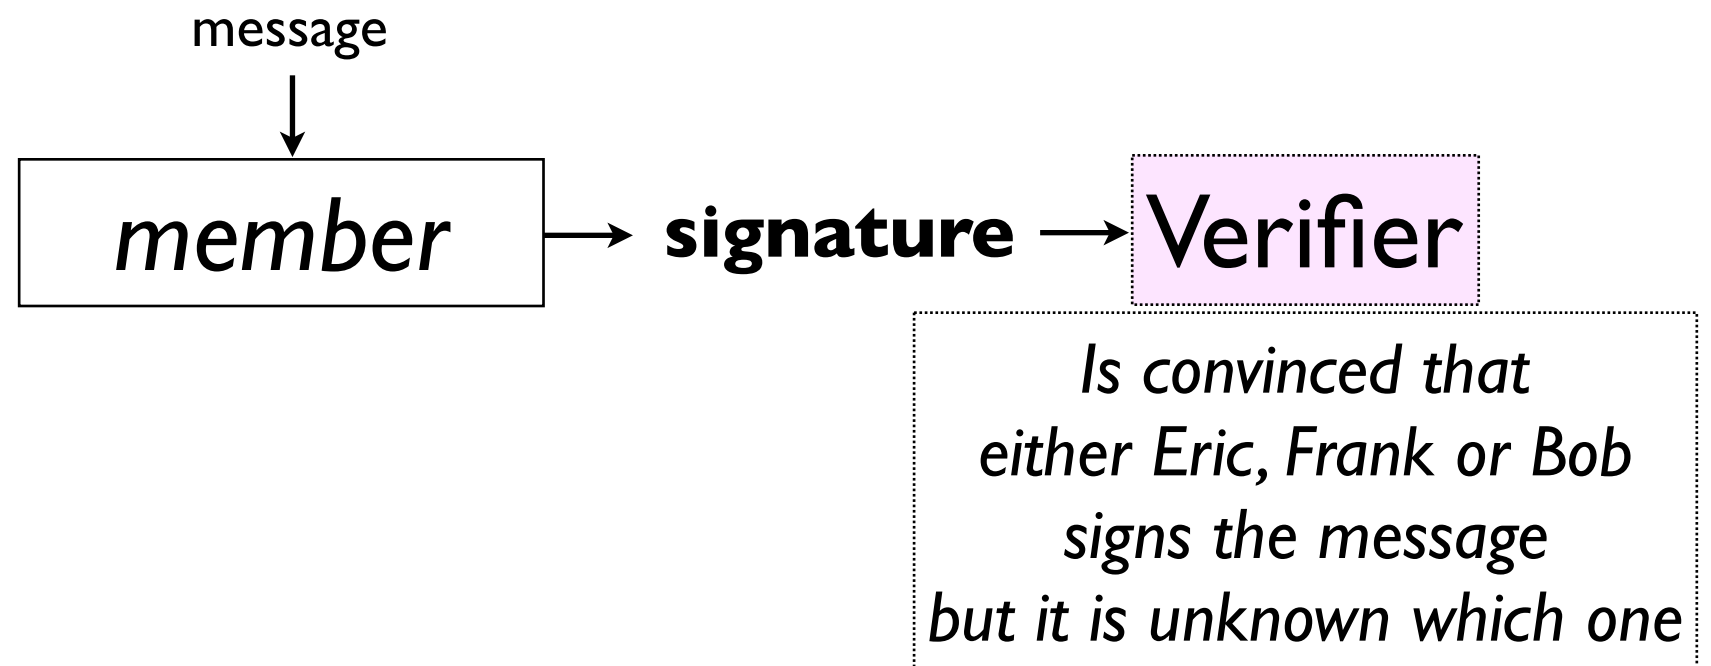 message
member
signature
Verifier
Is convinced that
either Eric, Frank or Bob
signs the message
but it is unknown which one